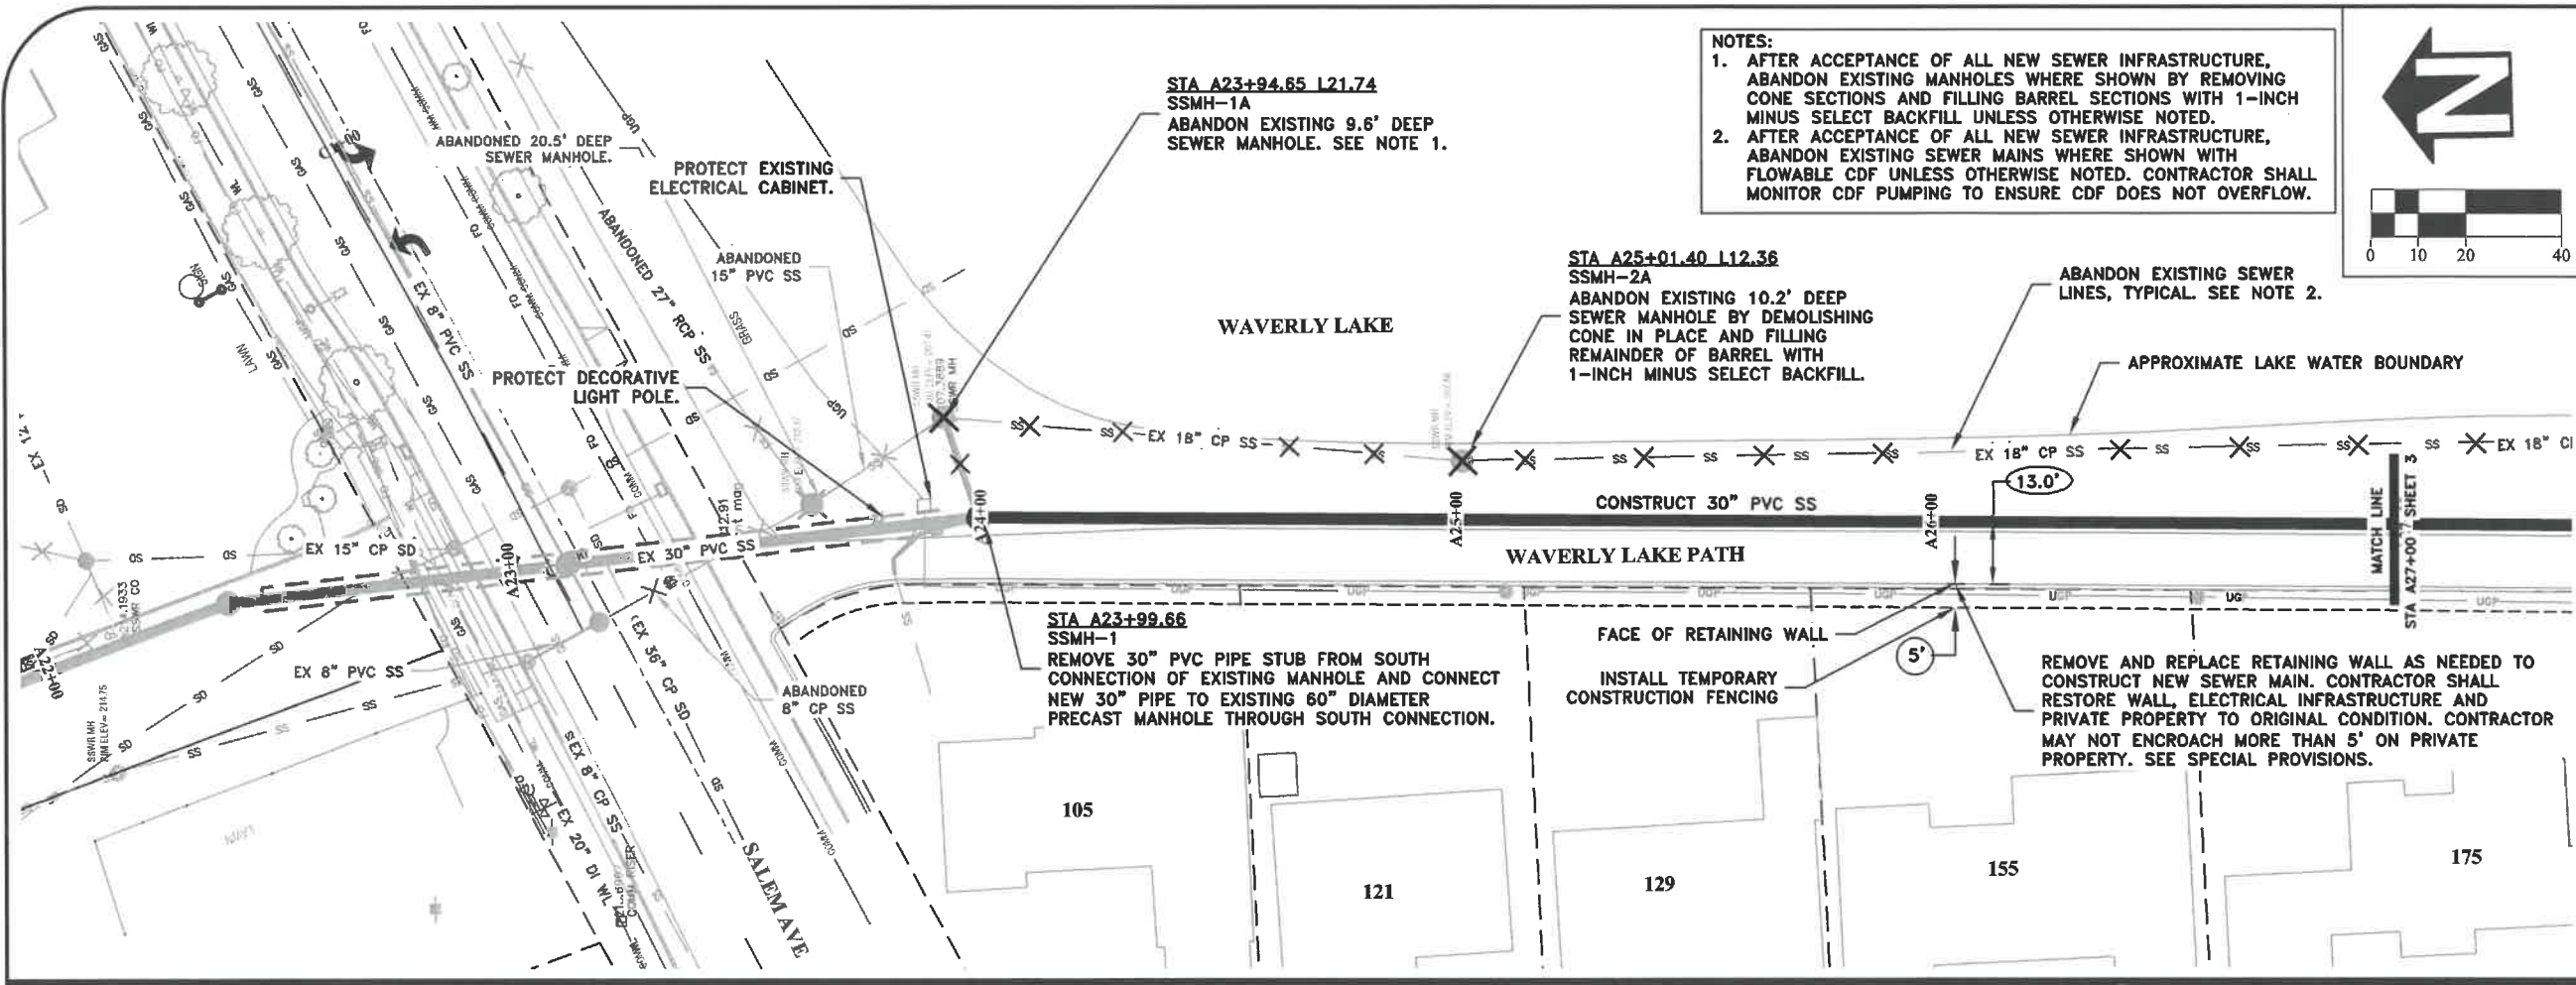 NOTES:
1. AFTER ACCEPTANCE OF ALL NEW SEWER INFRASTRUCTURE,
ABANDON EXISTING MANHOLES WHERE SHOWN BY REMOVING
CONE SECTIONS AND FILLING BARREL SECTIONS WITH 1-INCH
MINUS SELECT BACKFILL UNLESS OTHERWISE NOTED.
2. AFTER ACCEPTANCE OF ALL NEW SEWER INFRASTRUCTURE,
ABANDON EXISTING SEWER MAINS WHERE SHOWN WITH
FLOWABLE CDF UNLESS OTHERWISE NOTED. CONTRACTOR SHALL
MONITOR CDF PUMPING TO ENSURE CDF DOES NOT OVERFLOW.
N
0 10 20 40
STA A23+94.65 L21.74
SSMH-1A
ABANDON EXISTING 9.6' DEEP
SEWER MANHOLE. SEE NOTE 1.
ABANDONED 20.5' DEEP
SEWER MANHOLE.
PROTECT EXISTING
ELECTRICAL CABINET.
ABANDONED
15" PVC SS
ABANDONED 27" RCP SS
GRASS
EX 8" PVC SS
SIGN
LAWN
PROTECT DECORATIVE
LIGHT POLE.
WAVERLY LAKE
STA A25+01.40 L12.36
SSMH-2A
ABANDON EXISTING 10.2' DEEP
SEWER MANHOLE BY DEMOLISHING
CONE IN PLACE AND FILLING
REMAINDER OF BARREL WITH
1-INCH MINUS SELECT BACKFILL.
ABANDON EXISTING SEWER
LINES, TYPICAL. SEE NOTE 2.
APPROXIMATE LAKE WATER BOUNDARY
EX 18" CP SS
EX 18" CP SS
EX 18" CI
13.0'
CONSTRUCT 30" PVC SS
A24+00
A25+00
A26+00
MATCH LINE
STA A27+00 SHEET 3
WAVERLY LAKE PATH
EX 15" CP SD
A23+00
EX 30" PVC SS
A22+00
SSWR CO
EX 8" PVC SS
SSWR MH
RIM ELEV= 214.75
EX 36" CP SD
ABANDONED
8" CP SS
EX 8" CP SS
EX 20" DI WL
SALEM AVE
STA A23+99.66
SSMH-1
REMOVE 30" PVC PIPE STUB FROM SOUTH
CONNECTION OF EXISTING MANHOLE AND CONNECT
NEW 30" PIPE TO EXISTING 60" DIAMETER
PRECAST MANHOLE THROUGH SOUTH CONNECTION.
FACE OF RETAINING WALL
5'
INSTALL TEMPORARY
CONSTRUCTION FENCING
REMOVE AND REPLACE RETAINING WALL AS NEEDED TO
CONSTRUCT NEW SEWER MAIN. CONTRACTOR SHALL
RESTORE WALL, ELECTRICAL INFRASTRUCTURE AND
PRIVATE PROPERTY TO ORIGINAL CONDITION. CONTRACTOR
MAY NOT ENCROACH MORE THAN 5' ON PRIVATE
PROPERTY. SEE SPECIAL PROVISIONS.
105
121
129
155
175